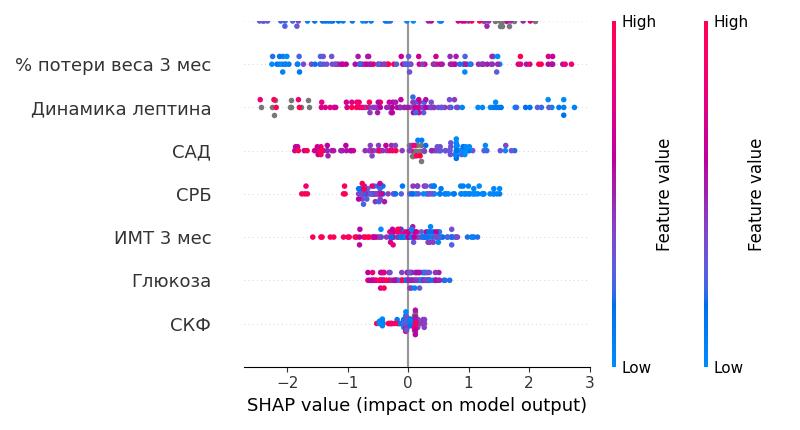 % потери веса 3 мес
Динамика лептина
САД
СРБ
ИМТ 3 мес
Глюкоза
СКФ
−2 −1 0 1 2 3
SHAP value (impact on model output)
High
Feature value
Low
High
Feature value
Low